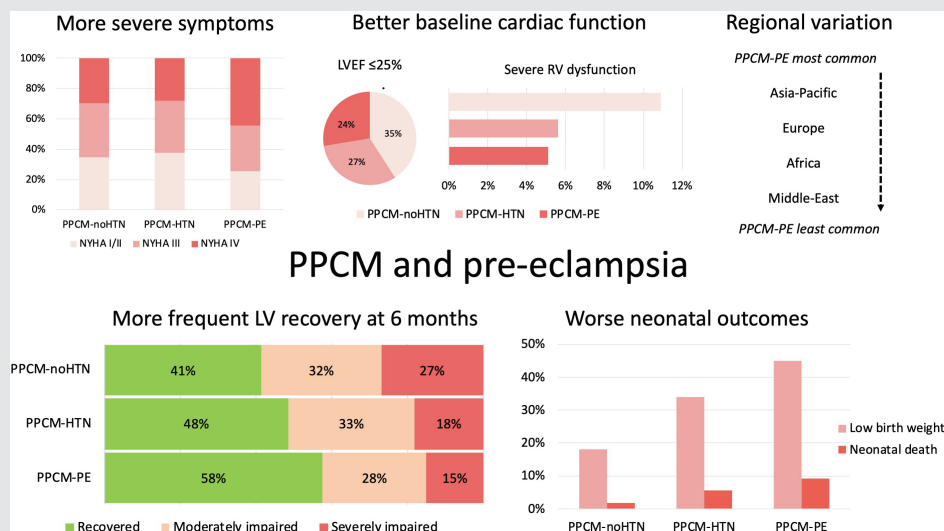 More severe symptoms
100%
80%
60%
40%
20%
0%
PPCM-noHTN PPCM-HTN PPCM-PE
NYHA I/II NYHA III NYHA IV
Better baseline cardiac function
LVEF ≤25%
35%
27%
24%
Severe RV dysfunction
0% 2% 4% 6% 8% 10% 12%
PPCM-noHTN PPCM-HTN PPCM-PE
Regional variation
PPCM-PE most common
Asia-Pacific
Europe
Africa
Middle-East
PPCM-PE least common
PPCM and pre-eclampsia
More frequent LV recovery at 6 months
PPCM-noHTN 41% 32% 27%
PPCM-HTN 48% 33% 18%
PPCM-PE 58% 28% 15%
Recovered Moderately impaired Severely impaired
Worse neonatal outcomes
50%
40%
30%
20%
10%
0%
PPCM-noHTN PPCM-HTN PPCM-PE
Low birth weight
Neonatal death